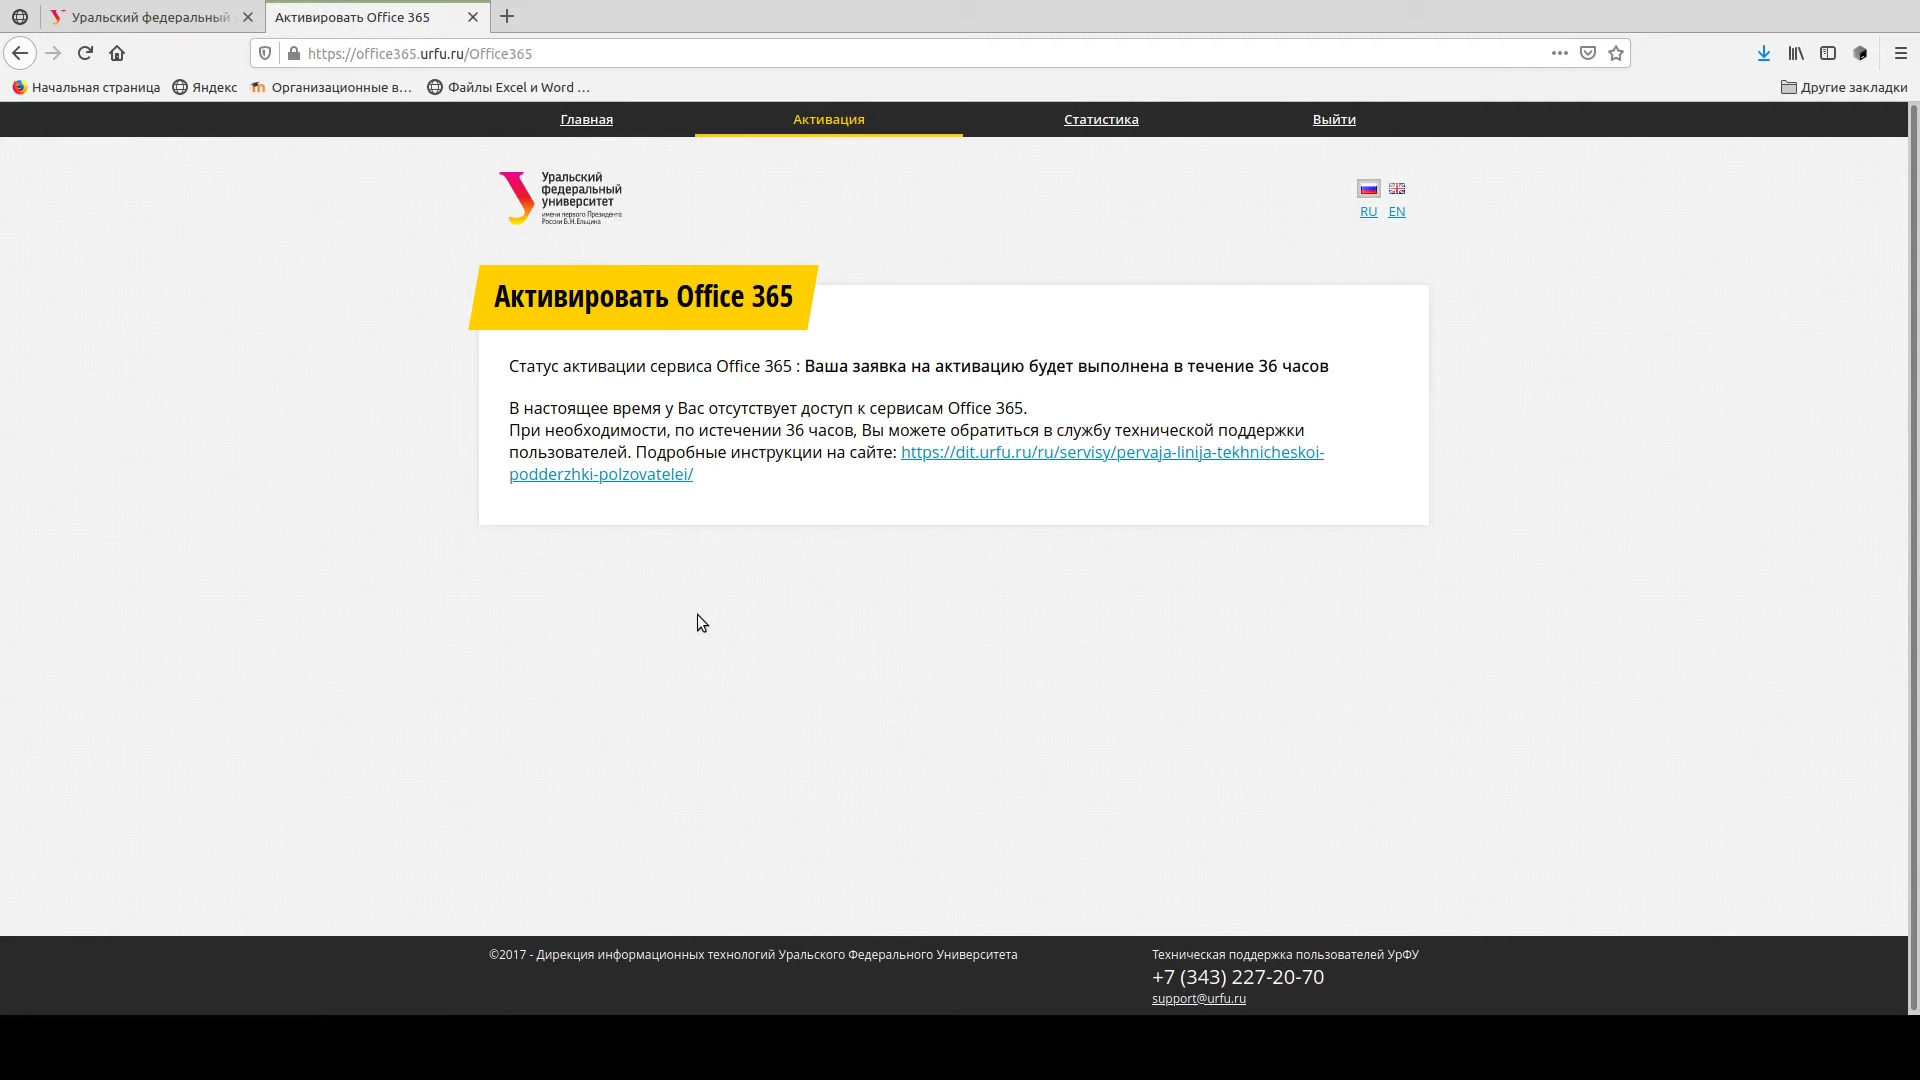 Уральский федеральный
Активировать Office 365
https://office365.urfu.ru/Office365
Начальная страница
Яндекс
Организационные в…
Файлы Excel и Word …
Другие закладки
Главная
Активация
Статистика
Выйти
Уральский
федеральный
университет
имени первого Президента
России Б.Н.Ельцина
RU EN
Активировать Office 365
Статус активации сервиса Office 365 : Ваша заявка на активацию будет выполнена в течение 36 часов
В настоящее время у Вас отсутствует доступ к сервисам Office 365.
При необходимости, по истечении 36 часов, Вы можете обратиться в службу технической поддержки
пользователей. Подробные инструкции на сайте: https://dit.urfu.ru/ru/servisy/pervaja-linija-tekhnicheskoi-
podderzhki-polzovatelei/
©2017 - Дирекция информационных технологий Уральского Федерального Университета
Техническая поддержка пользователей УрФУ
+7 (343) 227-20-70
support@urfu.ru